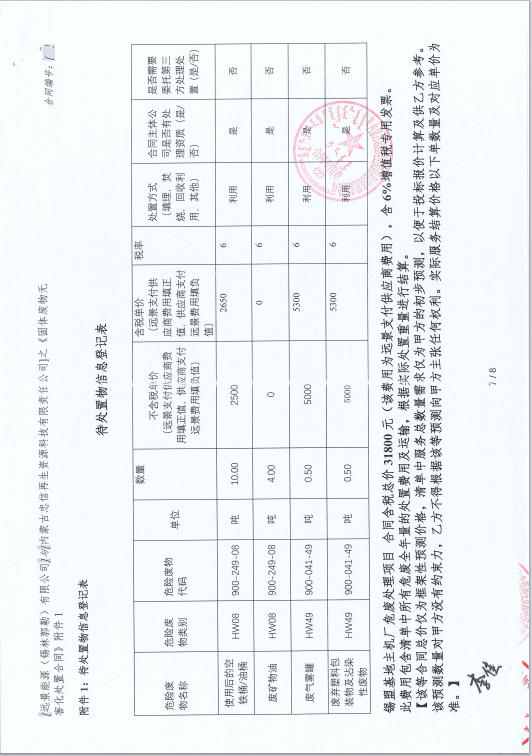 合同编号：
【远景能源（锡林郭勒）有限公司】与【内蒙古忠信再生资源科技有限责任公司】之《固体废物无
害化处置合同》附件 1
附件 1：待处置物信息登记表
待处置物信息登记表
危险废物名称 危险废物类别 危险废物代码 单位 数量 不含税单价（远景支付供应商费用填正值，供应商支付远景费用填负值） 含税单价（远景支付供应商费用填正值，供应商支付远景费用填负值） 税率 处置方式（填埋，焚烧，回收利用，其他） 合同主体公司是否有处理资质（是/否） 是否需要委托第三方处理处置（是/否）
使用后的空铁桶/油桶 HW08 900-249-08 吨 10.00 2500 2650 6 利用 是 否
废矿物油 HW08 900-249-08 吨 4.00 0 0 6 利用 是 否
废气雾罐 HW49 900-041-49 吨 0.50 5000 5300 6 利用 是 否
废弃塑料包装物及沾染性废物 HW49 900-041-49 吨 0.50 5000 5300 6 利用 是 否
锡盟基地主机厂危废处理项目 合同含税总价 31800 元（该费用为远景支付供应商费用），含 6%增值税专用发票。
此费用包含清单中所有危废全年量的处置费用及运输，根据实际处置重量进行结算。
【该等合同总价仅为框架性预测价格，清单中服务总数量需求仅为甲方的初步预测，以便于投标报价计算及供乙方参考。
该预测数量对甲方没有约束力，乙方不得根据该等预测向甲方主张任何权利。实际服务结算价格以下单数量及对应单价为
准。】
7 / 8